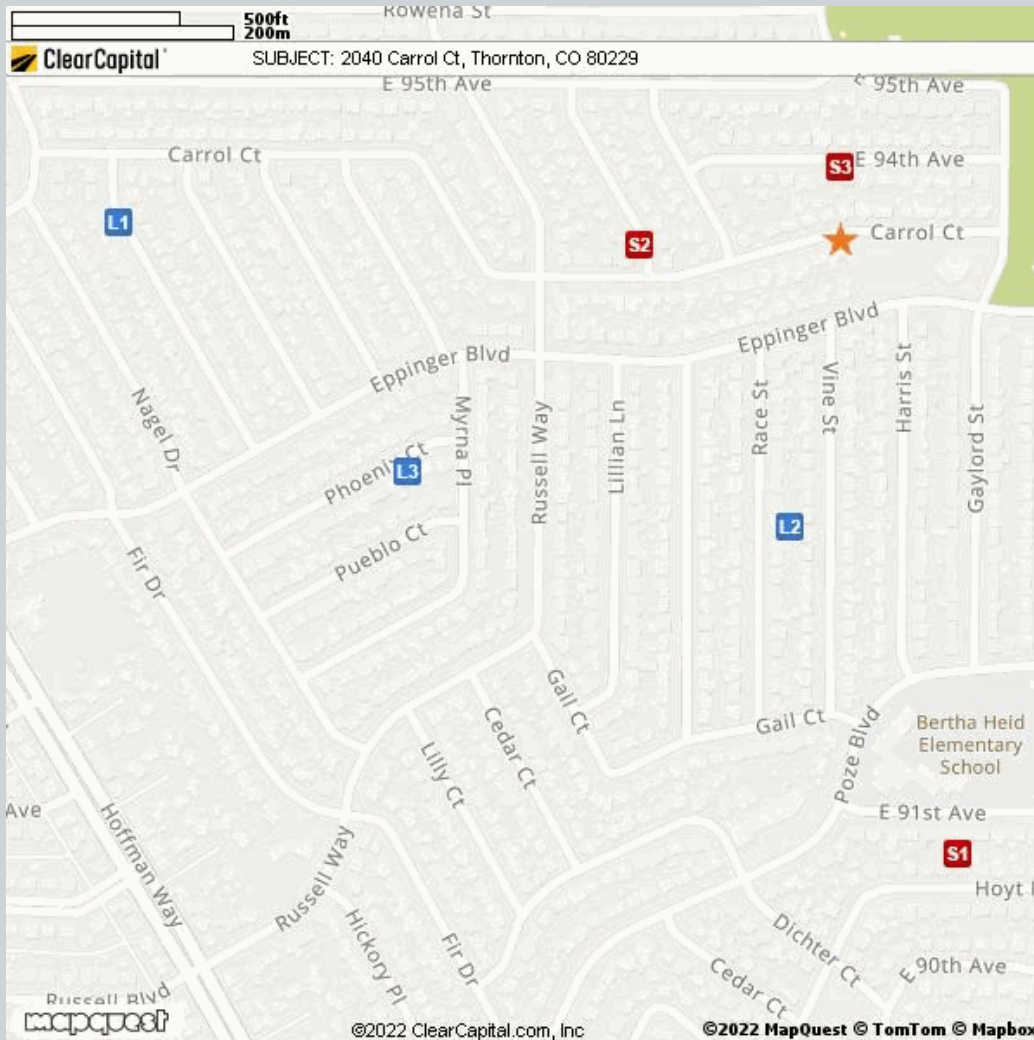 Rowena St
500ft
200m
ClearCapital
SUBJECT: 2040 Carrol Ct, Thornton, CO 80229
E 95th Ave
E 95th Ave
Carrol Ct
S3
E 94th Ave
L1
S2
Carrol Ct
Eppinger Blvd
Eppinger Blvd
Nagel Dr
Myrna Pl
Russell Way
Lillian Ln
Race St
Vine St
Harris St
Gaylord St
Phoenix Ct
L3
L2
Pueblo Ct
Fir Dr
Gail Ct
Gail Ct
Cedar Ct
Lilly Ct
Poze Blvd
Bertha Heid
Elementary
School
Ave
Hoffman Way
E 91st Ave
S1
Russell Way
Hoyt
Hickory Pl
Fir Dr
Dichter Ct
Cedar Ct
E 90th Ave
Russell Blvd
mapquest
©2022 ClearCapital.com, Inc
©2022 MapQuest © TomTom © Mapbox